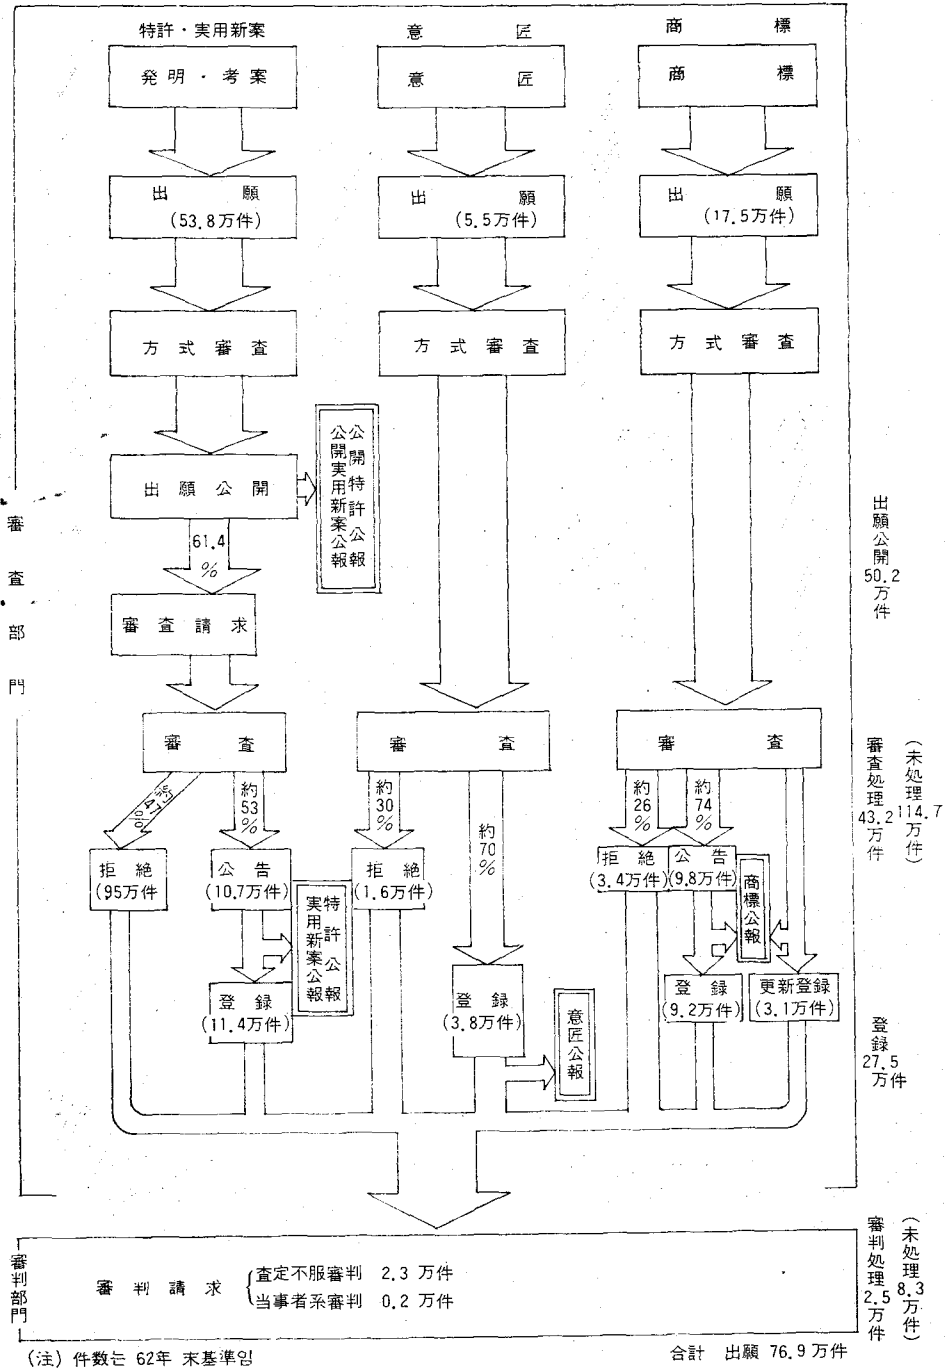 特許・実用新案
意匠
商標
発明・考案
意匠
商標
出願
(53.8万件)
出願
(5.5万件)
出願
(17.5万件)
方式審査
方式審査
方式審査
出願公開
公開特許公報
公開実用新案公報
61.4
%
審査請求
審査部門
出願公開
50.2
万件
審査
審査
審査
審査処理
43.2
万件
(未処理
114.7
万件)
約47%
約53%
約30%
約70%
約26%
約74%
拒絶
(95万件)
公告
(10.7万件)
拒絶
(1.6万件)
拒絶
(3.4万件)
公告
(9.8万件)
特許公報
実用新案公報
商標公報
登録
(11.4万件)
登録
(3.8万件)
登録
(9.2万件)
更新登録
(3.1万件)
意匠公報
登録
27.5
万件
審判部門
審判請求
査定不服審判 2.3 万件
当事者系審判 0.2 万件
審判処理
2.5
万件
(未処理
8.3
万件)
(注) 件数는 62年 末基準임
合計 出願 76.9 万件